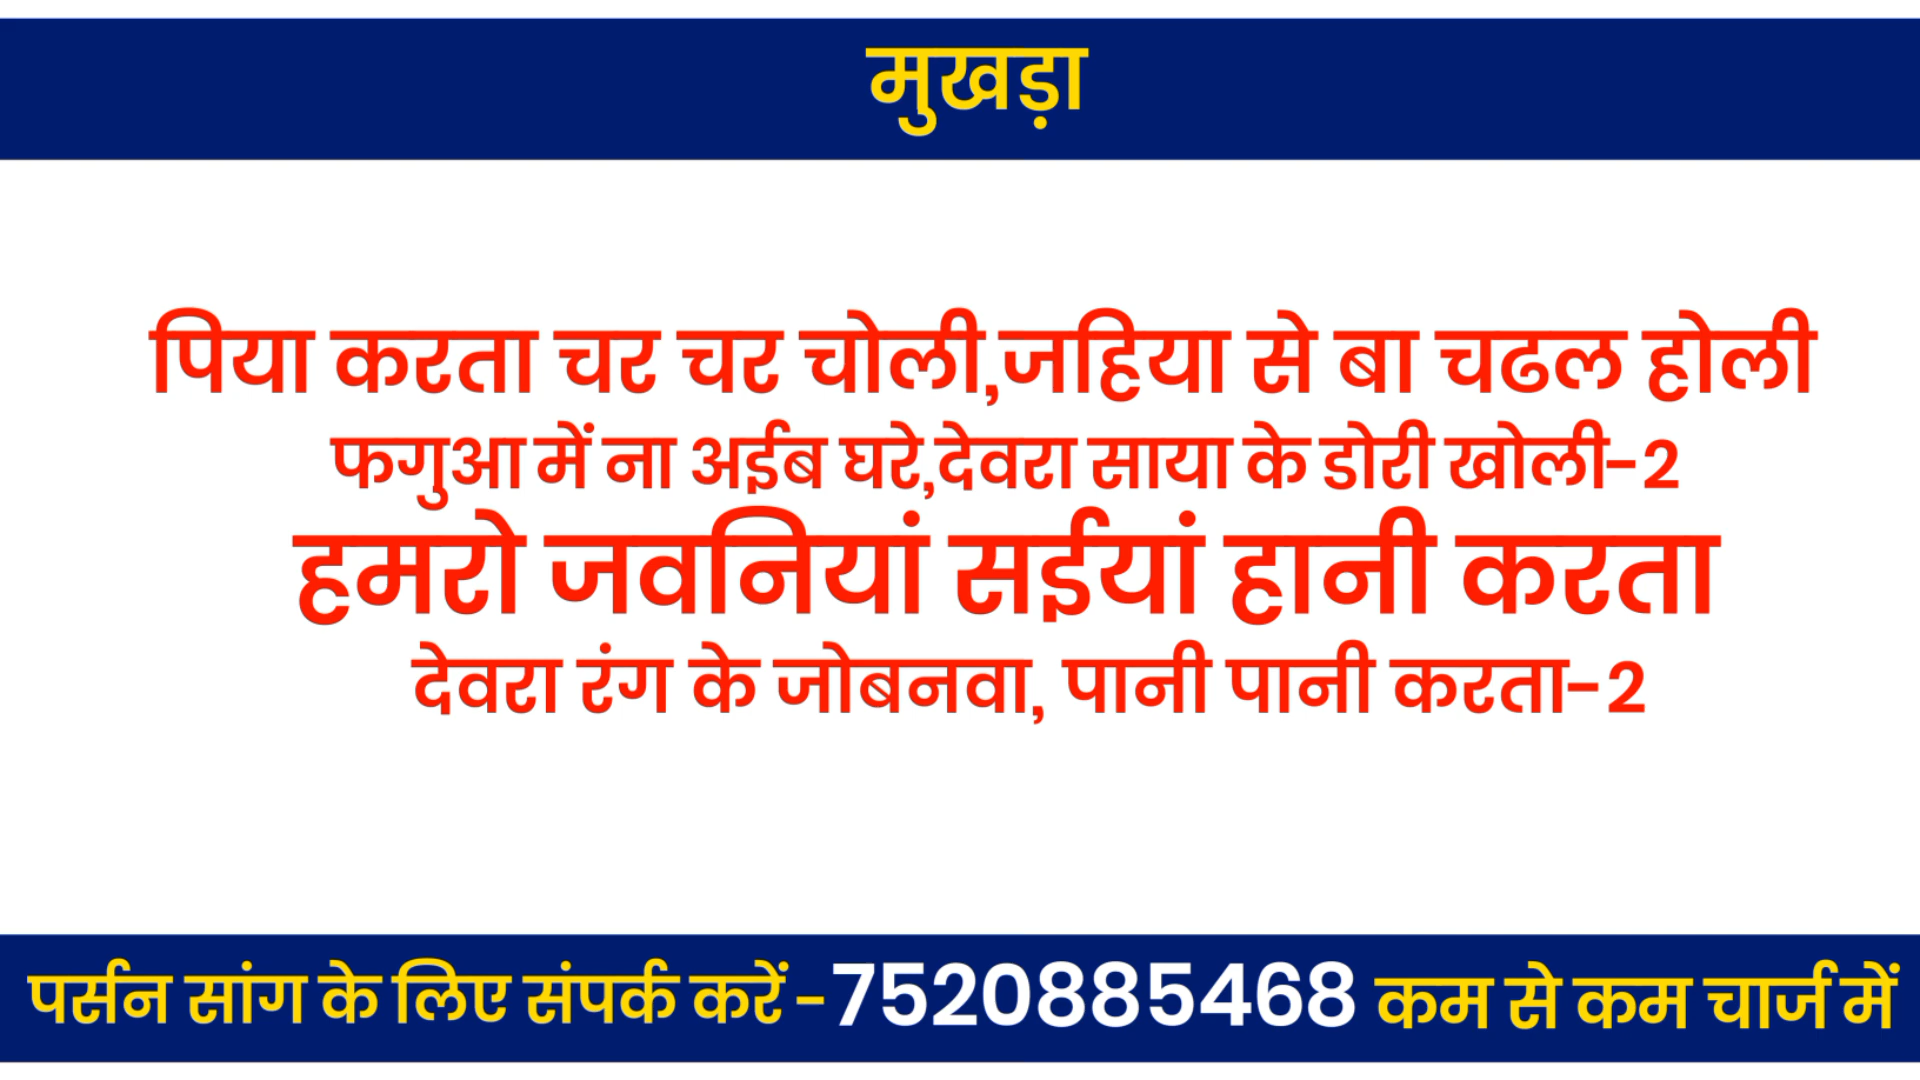 मुखड़ा
पिया करता चर चर चोली,जहिया से बा चढल होली
फगुआ में ना अईब घरे,देवरा साया के डोरी खोली-2
हमरो जवनियां सईयां हानी करता
देवरा रंग के जोबनवा, पानी पानी करता-2
पर्सन सांग के लिए संपर्क करें -7520885468 कम से कम चार्ज में